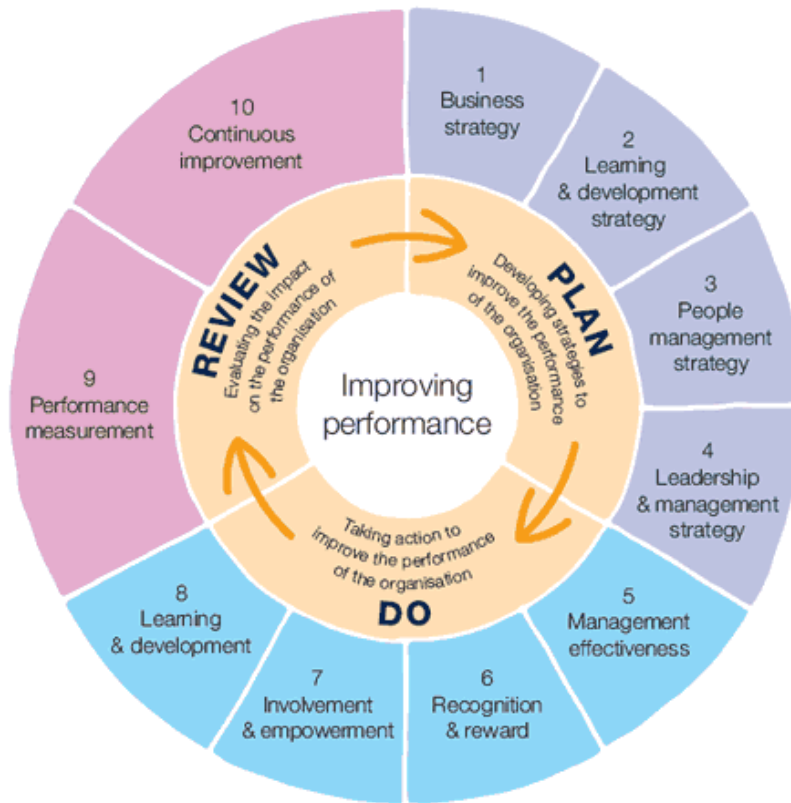 1
Business
strategy
2
Learning
& development
strategy
3
People
management
strategy
4
Leadership
& management
strategy
5
Management
effectiveness
6
Recognition
& reward
7
Involvement
& empowerment
8
Learning
& development
9
Performance
measurement
10
Continuous
improvement
PLAN
Developing strategies to
improve the performance
of the organisation
DO
Taking action to
improve the performance
of the organisation
REVIEW
Evaluating the impact
on the performance of
the organisation
Improving
performance